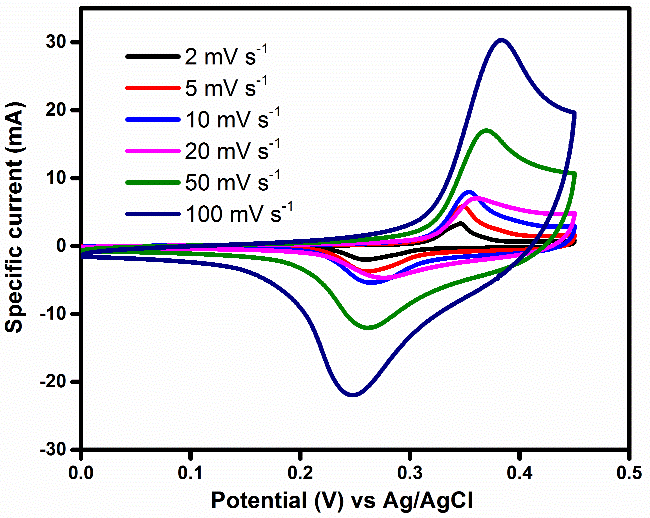 30
20
10
0
-10
-20
-30
Specific current (mA)
2 mV s⁻¹
5 mV s⁻¹
10 mV s⁻¹
20 mV s⁻¹
50 mV s⁻¹
100 mV s⁻¹
0.0 0.1 0.2 0.3 0.4 0.5
Potential (V) vs Ag/AgCl